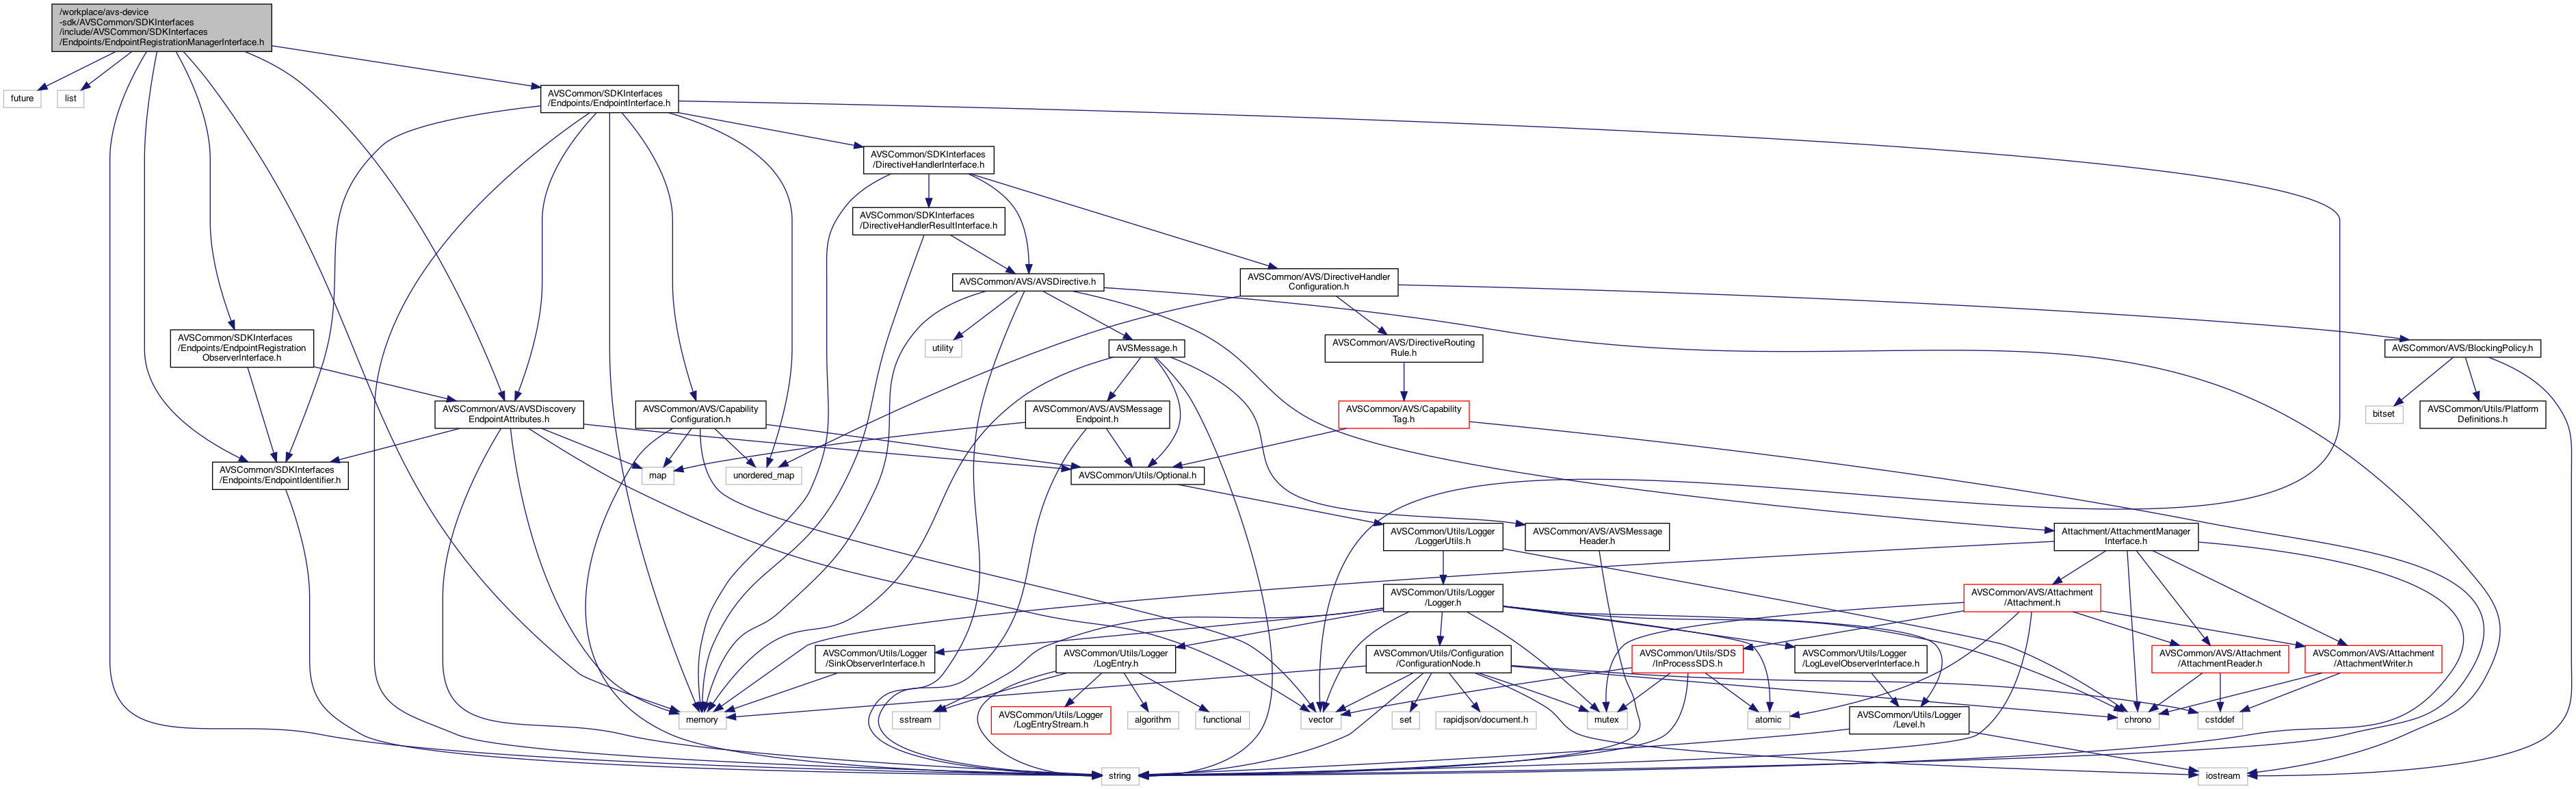 /workplace/avs-device
-sdk/AVSCommon/SDKInterfaces
/include/AVSCommon/SDKInterfaces
/Endpoints/EndpointRegistrationManagerInterface.h
future
list
AVSCommon/SDKInterfaces
/Endpoints/EndpointInterface.h
AVSCommon/SDKInterfaces
/DirectiveHandlerInterface.h
AVSCommon/SDKInterfaces
/DirectiveHandlerResultInterface.h
AVSCommon/AVS/AVSDirective.h
AVSCommon/AVS/DirectiveHandler
Configuration.h
AVSCommon/SDKInterfaces
/Endpoints/EndpointRegistration
ObserverInterface.h
utility
AVSMessage.h
AVSCommon/AVS/DirectiveRouting
Rule.h
AVSCommon/AVS/BlockingPolicy.h
AVSCommon/AVS/AVSDiscovery
EndpointAttributes.h
AVSCommon/AVS/Capability
Configuration.h
AVSCommon/AVS/AVSMessage
Endpoint.h
AVSCommon/AVS/Capability
Tag.h
bitset
AVSCommon/Utils/Platform
Definitions.h
AVSCommon/SDKInterfaces
/Endpoints/EndpointIdentifier.h
map
unordered_map
AVSCommon/Utils/Optional.h
AVSCommon/Utils/Logger
/LoggerUtils.h
AVSCommon/AVS/AVSMessage
Header.h
Attachment/AttachmentManager
Interface.h
AVSCommon/Utils/Logger
/Logger.h
AVSCommon/AVS/Attachment
/Attachment.h
AVSCommon/Utils/Logger
/SinkObserverInterface.h
AVSCommon/Utils/Logger
/LogEntry.h
AVSCommon/Utils/Configuration
/ConfigurationNode.h
AVSCommon/Utils/SDS
/InProcessSDS.h
AVSCommon/Utils/Logger
/LogLevelObserverInterface.h
AVSCommon/AVS/Attachment
/AttachmentReader.h
AVSCommon/AVS/Attachment
/AttachmentWriter.h
memory
sstream
AVSCommon/Utils/Logger
/LogEntryStream.h
algorithm
functional
vector
set
rapidjson/document.h
mutex
atomic
AVSCommon/Utils/Logger
/Level.h
chrono
cstddef
string
iostream